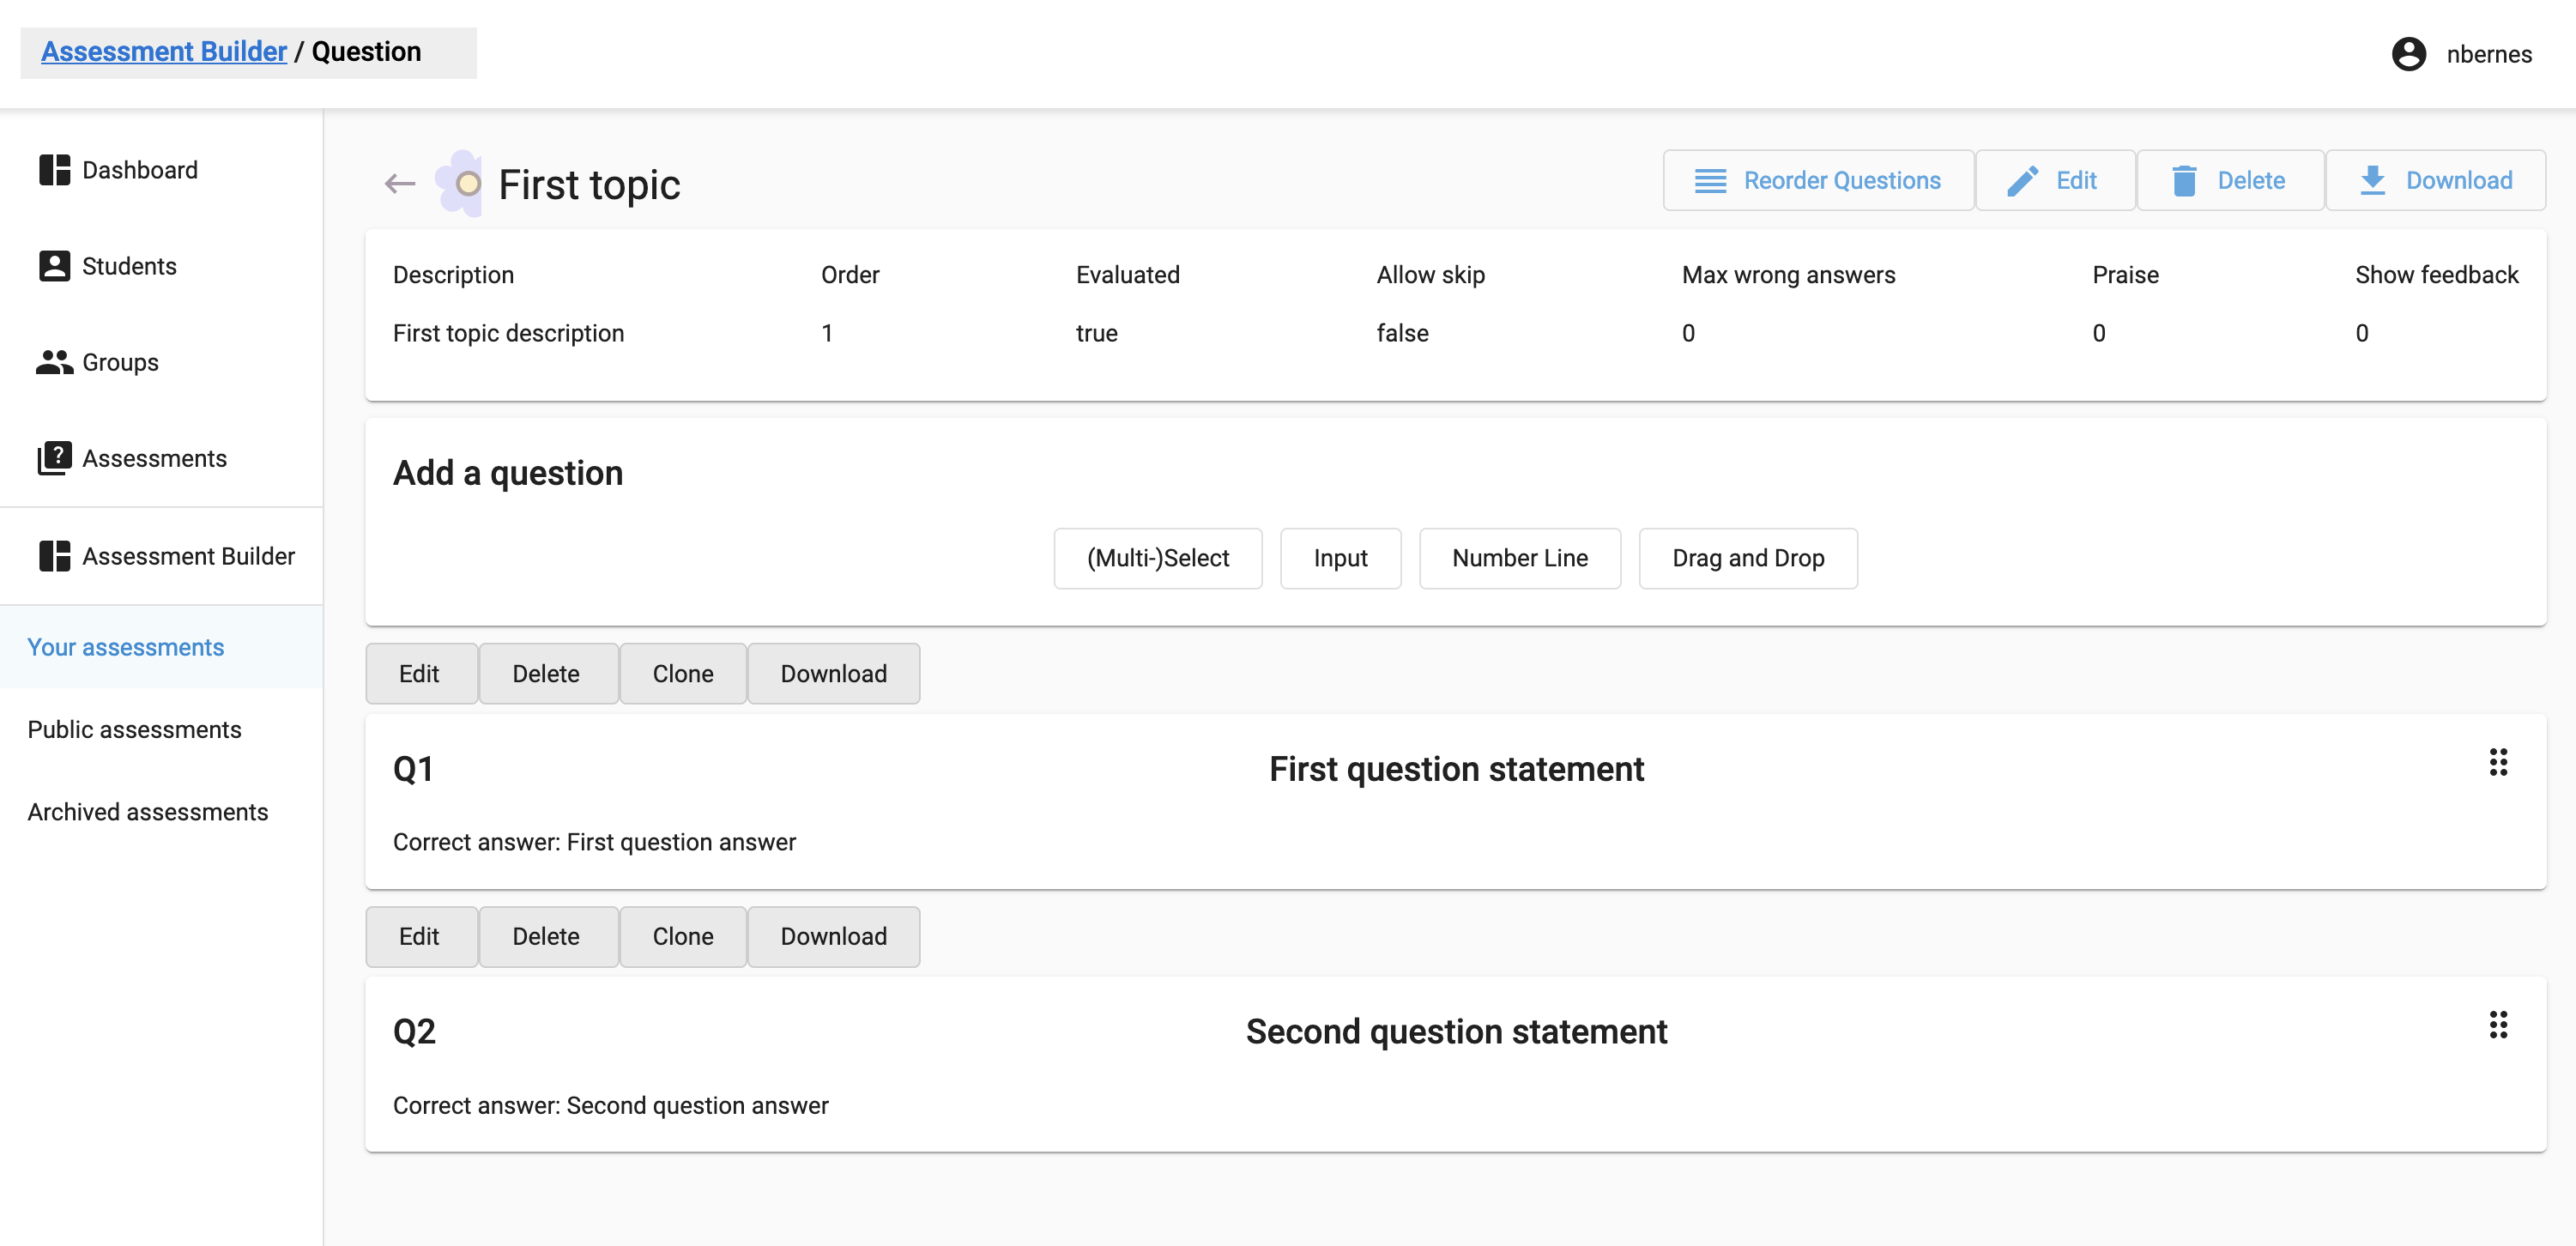 Assessment Builder / Question
nbernes
Dashboard
Students
Groups
Assessments
Assessment Builder
Your assessments
Public assessments
Archived assessments
First topic
Reorder Questions Edit Delete Download
Description Order Evaluated Allow skip Max wrong answers Praise Show feedback
First topic description 1 true false 0 0 0
Add a question
(Multi-)Select Input Number Line Drag and Drop
Edit Delete Clone Download
Q1 First question statement
Correct answer: First question answer
Edit Delete Clone Download
Q2 Second question statement
Correct answer: Second question answer